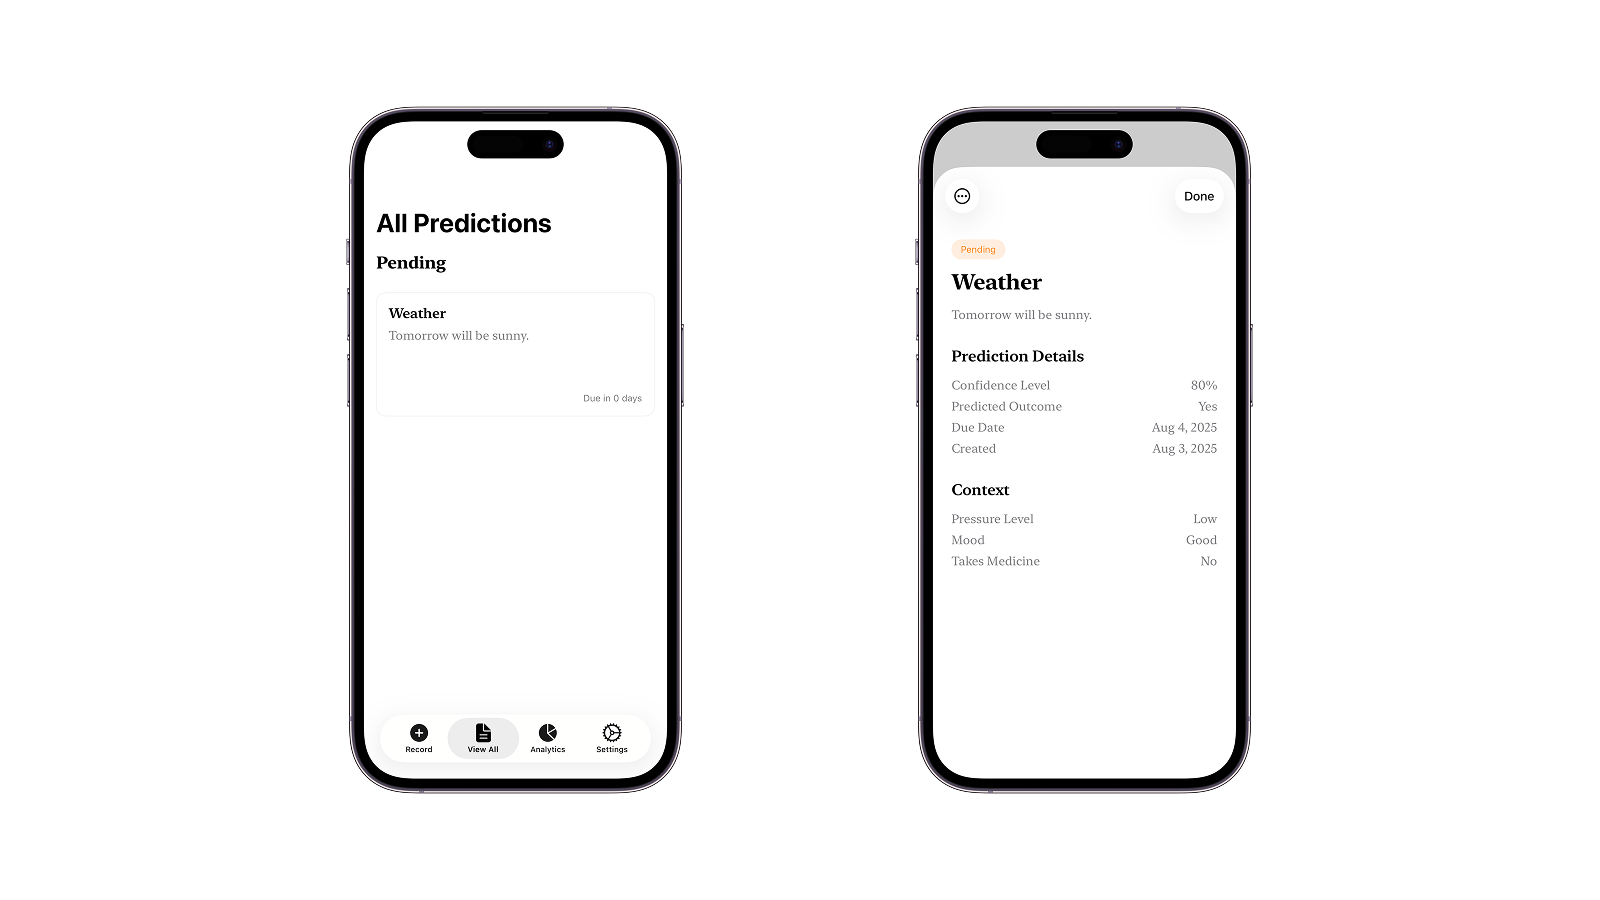 All Predictions
Pending
Weather
Tomorrow will be sunny.
Due in 0 days
Record
View All
Analytics
Settings
Done
Pending
Weather
Tomorrow will be sunny.
Prediction Details
Confidence Level 80%
Predicted Outcome Yes
Due Date Aug 4, 2025
Created Aug 3, 2025
Context
Pressure Level Low
Mood Good
Takes Medicine No